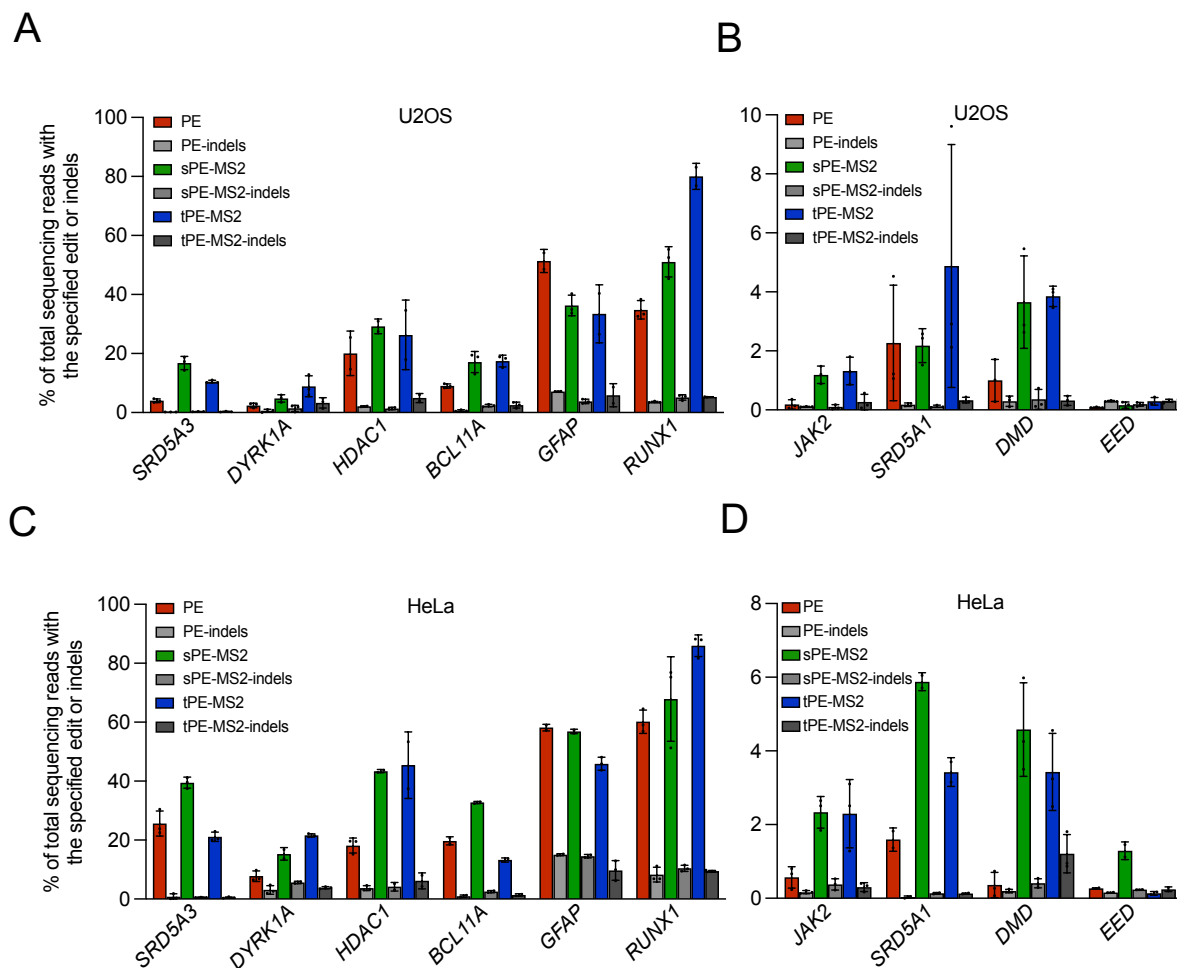 A
U2OS
% of total sequencing reads with
the specified edit or indels
100
80
60
40
20
0
PE
PE-indels
sPE-MS2
sPE-MS2-indels
tPE-MS2
tPE-MS2-indels
SRD5A3
DYRK1A
HDAC1
BCL11A
GFAP
RUNX1
B
U2OS
10
8
6
4
2
0
PE
PE-indels
sPE-MS2
sPE-MS2-indels
tPE-MS2
tPE-MS2-indels
JAK2
SRD5A1
DMD
EED
C
HeLa
% of total sequencing reads with
the specified edit or indels
100
80
60
40
20
0
PE
PE-indels
sPE-MS2
sPE-MS2-indels
tPE-MS2
tPE-MS2-indels
SRD5A3
DYRK1A
HDAC1
BCL11A
GFAP
RUNX1
D
HeLa
8
6
4
2
0
PE
PE-indels
sPE-MS2
sPE-MS2-indels
tPE-MS2
tPE-MS2-indels
JAK2
SRD5A1
DMD
EED